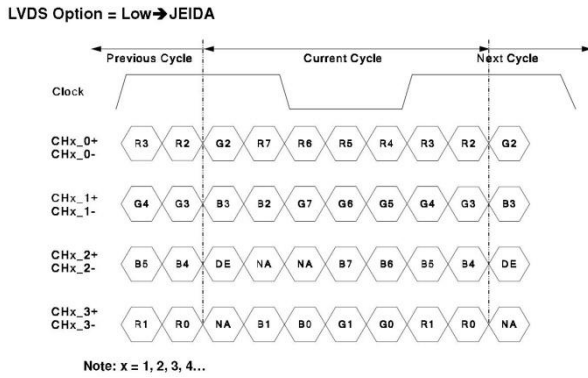 LVDS Option = Low➔JEIDA
Previous Cycle Current Cycle Next Cycle
Clock
CHx_0+
CHx_0-
R3 R2 G2 R7 R6 R5 R4 R3 R2 G2
CHx_1+
CHx_1-
G4 G3 B3 B2 G7 G6 G5 G4 G3 B3
CHx_2+
CHx_2-
B5 B4 DE NA NA B7 B6 B5 B4 DE
CHx_3+
CHx_3-
R1 R0 NA B1 B0 G1 G0 R1 R0 NA
Note: x = 1, 2, 3, 4...